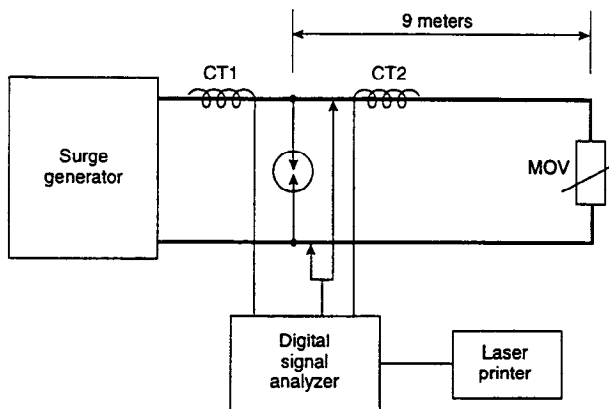 9 meters
CT1
CT2
Surge
generator
MOV
Digital
signal
analyzer
Laser
printer